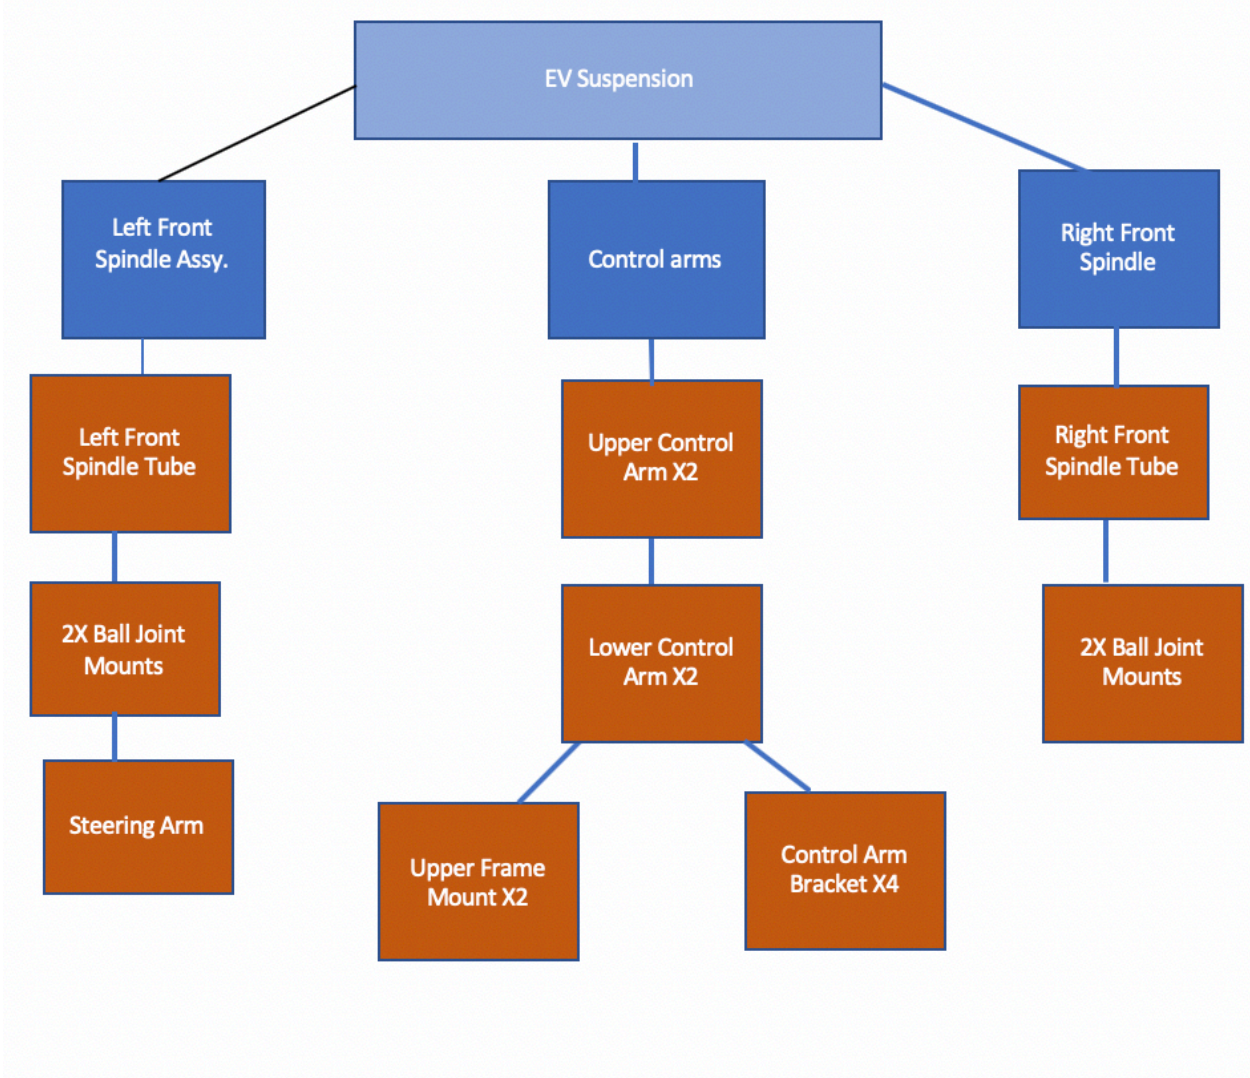 EV Suspension
Left Front
Spindle Assy.
Control arms
Right Front
Spindle
Left Front
Spindle Tube
Upper Control
Arm X2
Right Front
Spindle Tube
2X Ball Joint
Mounts
Lower Control
Arm X2
2X Ball Joint
Mounts
Steering Arm
Upper Frame
Mount X2
Control Arm
Bracket X4